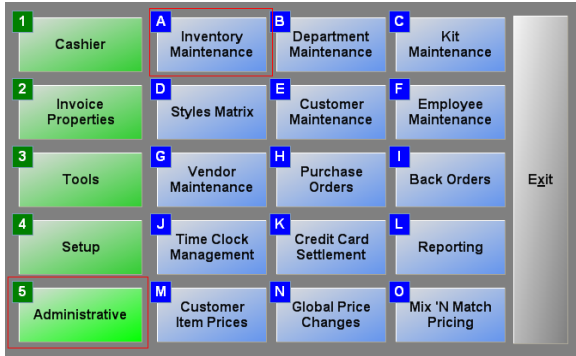 1
Cashier
A
Inventory
Maintenance
B
Department
Maintenance
C
Kit
Maintenance
2
Invoice
Properties
D
Styles Matrix
E
Customer
Maintenance
F
Employee
Maintenance
3
Tools
G
Vendor
Maintenance
H
Purchase
Orders
I
Back Orders
Exit
4
Setup
J
Time Clock
Management
K
Credit Card
Settlement
L
Reporting
5
Administrative
M
Customer
Item Prices
N
Global Price
Changes
O
Mix 'N Match
Pricing